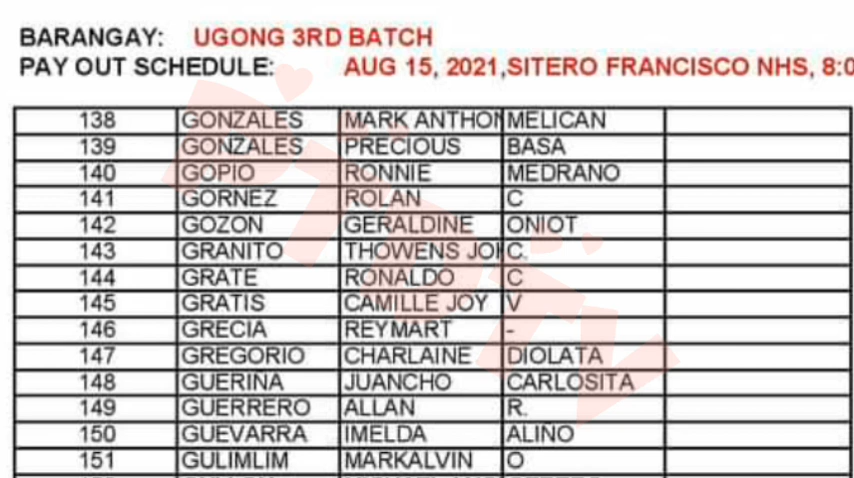 BARANGAY: UGONG 3RD BATCH
PAY OUT SCHEDULE: AUG 15, 2021,SITERO FRANCISCO NHS, 8:0
138 GONZALES MARK ANTHON MELICAN
139 GONZALES PRECIOUS BASA
140 GOPIO RONNIE MEDRANO
141 GORNEZ ROLAN C
142 GOZON GERALDINE ONIOT
143 GRANITO THOWENS JOH C.
144 GRATE RONALDO C
145 GRATIS CAMILLE JOY V
146 GRECIA REYMART -
147 GREGORIO CHARLAINE DIOLATA
148 GUERINA JUANCHO CARLOSITA
149 GUERRERO ALLAN R.
150 GUEVARRA IMELDA ALIÑO
151 GULIMLIM MARKALVIN O